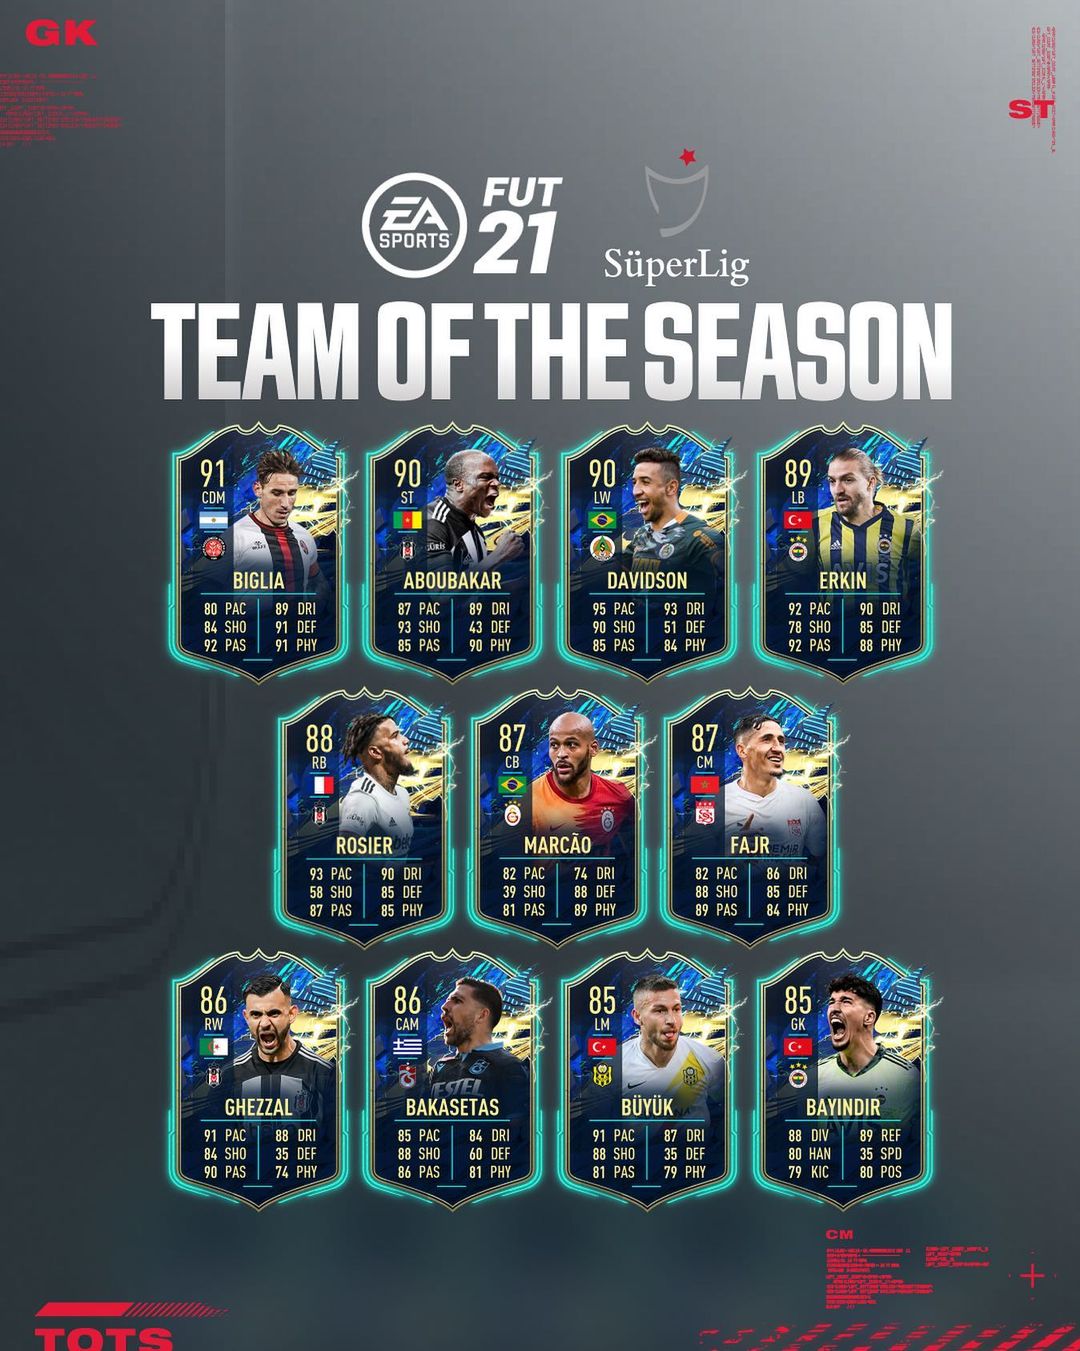 GK
ST
EA
SPORTS
FUT
21
SüperLig
TEAM OF THE SEASON
91
CDM
BIGLIA
80 PAC 89 DRI
84 SHO 91 DEF
92 PAS 91 PHY
90
ST
ABOUBAKAR
87 PAC 89 DRI
93 SHO 43 DEF
85 PAS 90 PHY
90
LW
DAVIDSON
95 PAC 93 DRI
90 SHO 51 DEF
85 PAS 84 PHY
89
LB
ERKIN
92 PAC 90 DRI
78 SHO 85 DEF
92 PAS 88 PHY
88
RB
ROSIER
93 PAC 90 DRI
58 SHO 85 DEF
87 PAS 85 PHY
87
CB
MARCÃO
82 PAC 74 DRI
39 SHO 88 DEF
81 PAS 89 PHY
87
CM
FAJR
82 PAC 86 DRI
88 SHO 85 DEF
89 PAS 84 PHY
86
RW
GHEZZAL
91 PAC 88 DRI
84 SHO 35 DEF
90 PAS 74 PHY
86
CAM
BAKASETAS
85 PAC 84 DRI
88 SHO 60 DEF
86 PAS 81 PHY
85
LM
BÜYÜK
91 PAC 87 DRI
88 SHO 35 DEF
81 PAS 79 PHY
85
GK
BAYINDIR
88 DIV 89 REF
80 HAN 35 SPD
79 KIC 80 POS
CM
TOTS